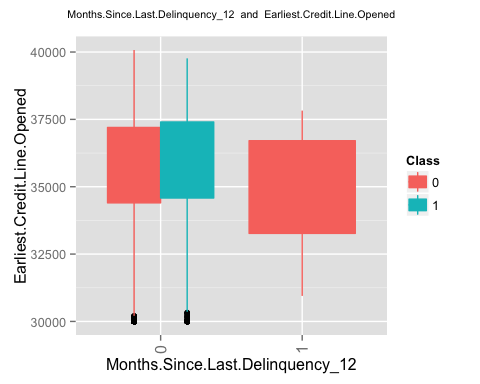 Months.Since.Last.Delinquency_12 and Earliest.Credit.Line.Opened
40000
37500
35000
32500
30000
Earliest.Credit.Line.Opened
0
1
Months.Since.Last.Delinquency_12
Class
0
1